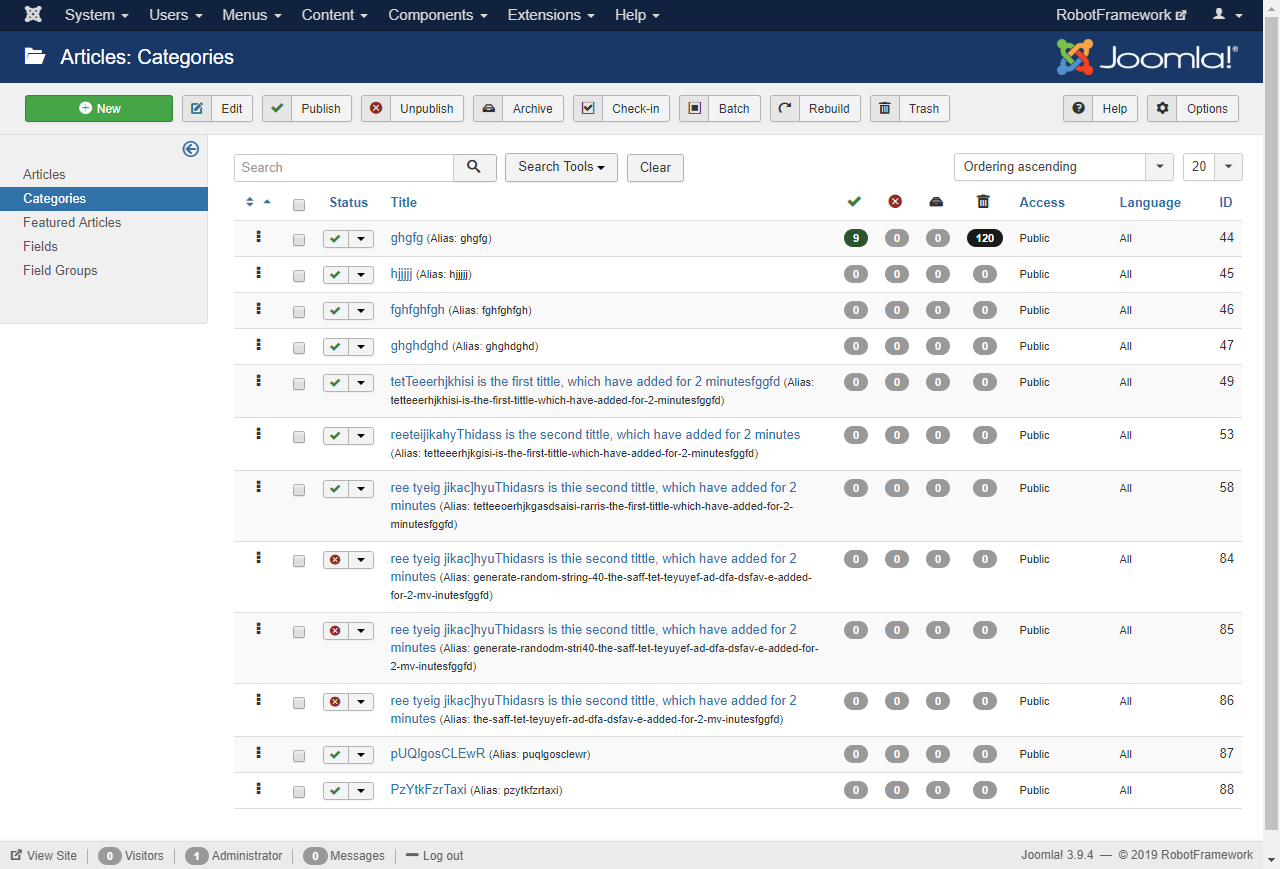 System Users Menus Content Components Extensions Help RobotFramework
Articles: Categories Joomla!®
New Edit Publish Unpublish Archive Check-in Batch Rebuild Trash Help Options
Articles
Categories
Featured Articles
Fields
Field Groups
Search Search Tools Clear Ordering ascending 20
Status Title Access Language ID
ghgfg (Alias: ghgfg) 9 0 0 120 Public All 44
hjjjjj (Alias: hjjjjj) 0 0 0 0 Public All 45
fghfghfgh (Alias: fghfghfgh) 0 0 0 0 Public All 46
ghghdghd (Alias: ghghdghd) 0 0 0 0 Public All 47
tetTeeerhjkhisi is the first tittle, which have added for 2 minutesfggfd (Alias: 0 0 0 0 Public All 49
tetteeerhjkhisi-is-the-first-tittle-which-have-added-for-2-minutesfggfd)
reeteijikahyThidass is the second tittle, which have added for 2 minutes 0 0 0 0 Public All 53
(Alias: tetteeerhjkgisi-is-the-first-tittle-which-have-added-for-2-minutesfggfd)
ree tyeig jikac]hyuThidasrs is thie second tittle, which have added for 2 0 0 0 0 Public All 58
minutes (Alias: tetteeoerhjkgasdsaisi-rarris-the-first-tittle-which-have-added-for-2-
minutesfggfd)
ree tyeig jikac]hyuThidasrs is thie second tittle, which have added for 2 0 0 0 0 Public All 84
minutes (Alias: generate-random-string-40-the-saff-tet-teyuyef-ad-dfa-dsfav-e-added-
for-2-mv-inutesfggfd)
ree tyeig jikac]hyuThidasrs is thie second tittle, which have added for 2 0 0 0 0 Public All 85
minutes (Alias: generate-randodm-stri40-the-saff-tet-teyuyef-ad-dfa-dsfav-e-added-for-
2-mv-inutesfggfd)
ree tyeig jikac]hyuThidasrs is thie second tittle, which have added for 2 0 0 0 0 Public All 86
minutes (Alias: the-saff-tet-teyuyefr-ad-dfa-dsfav-e-added-for-2-mv-inutesfggfd)
pUQlgosCLEwR (Alias: puqlgosclewr) 0 0 0 0 Public All 87
PzYtkFzrTaxi (Alias: pzytkfzrtaxi) 0 0 0 0 Public All 88
View Site 0 Visitors 1 Administrator 0 Messages Log out Joomla! 3.9.4 — © 2019 RobotFramework